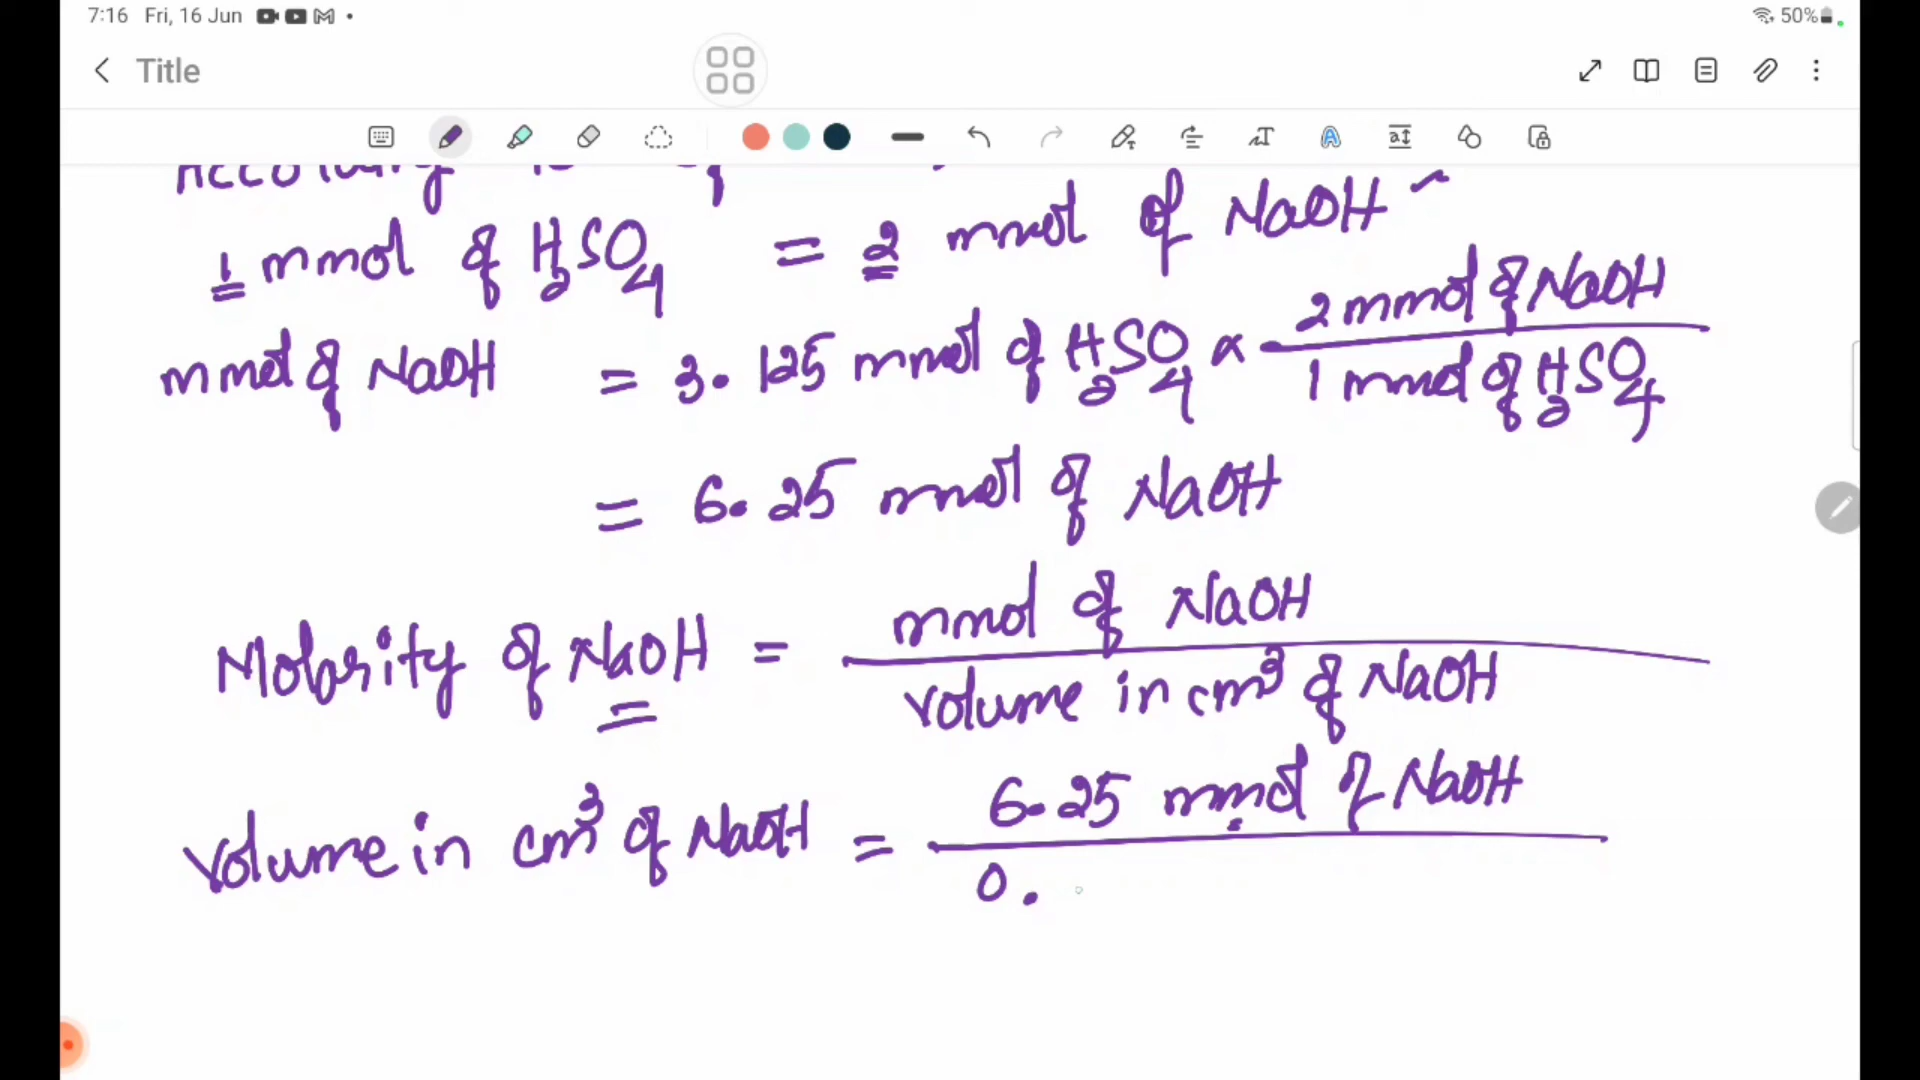 7:16 Fri, 16 Jun 50%
Title
According to
1 mmol of H2SO4 = 2 mmol of NaOH
mmol of NaOH = 3.125 mmol of H2SO4 × 2 mmol of NaOH
1 mmol of H2SO4
= 6.25 mmol of NaOH
Molarity of NaOH = mmol of NaOH
volume in cm³ of NaOH
Volume in cm³ of NaOH = 6.25 mmol of NaOH
0.